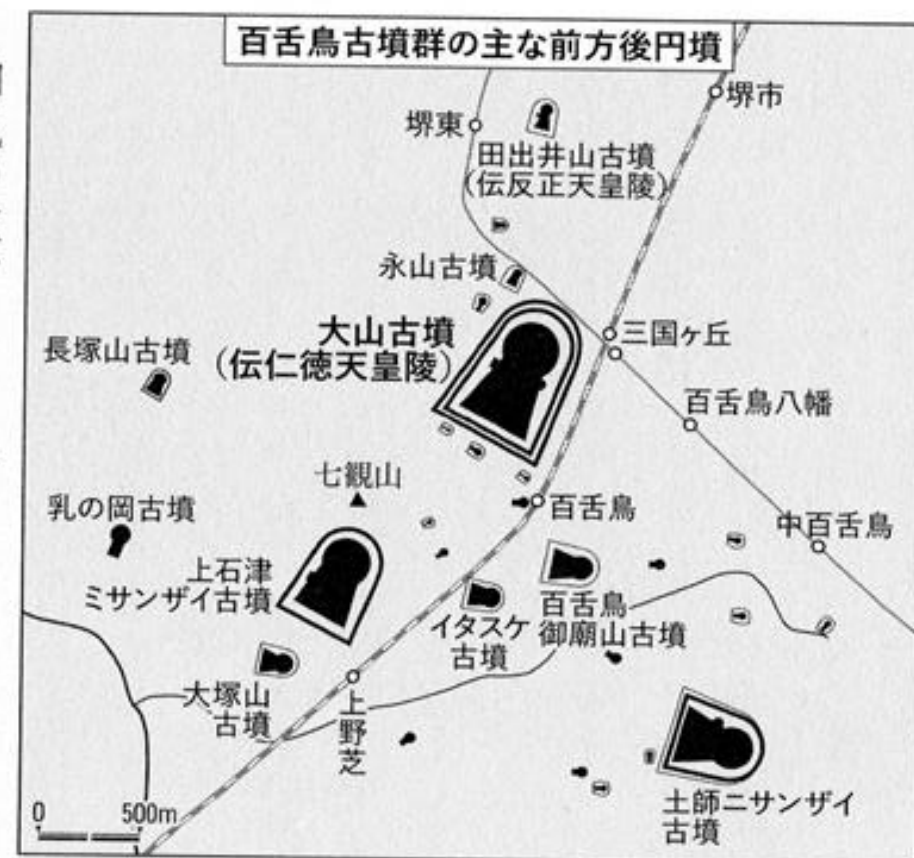 百舌鳥古墳群の主な前方後円墳
堺市
堺東
田出井山古墳
(伝反正天皇陵)
永山古墳
大山古墳
(伝仁徳天皇陵)
三国ヶ丘
長塚山古墳
百舌鳥八幡
七観山
乳の岡古墳
百舌鳥
中百舌鳥
上石津
ミサンザイ古墳
イタスケ
古墳
百舌鳥
御廟山古墳
大塚山
古墳
上野芝
土師ニサンザイ
古墳
0 500m